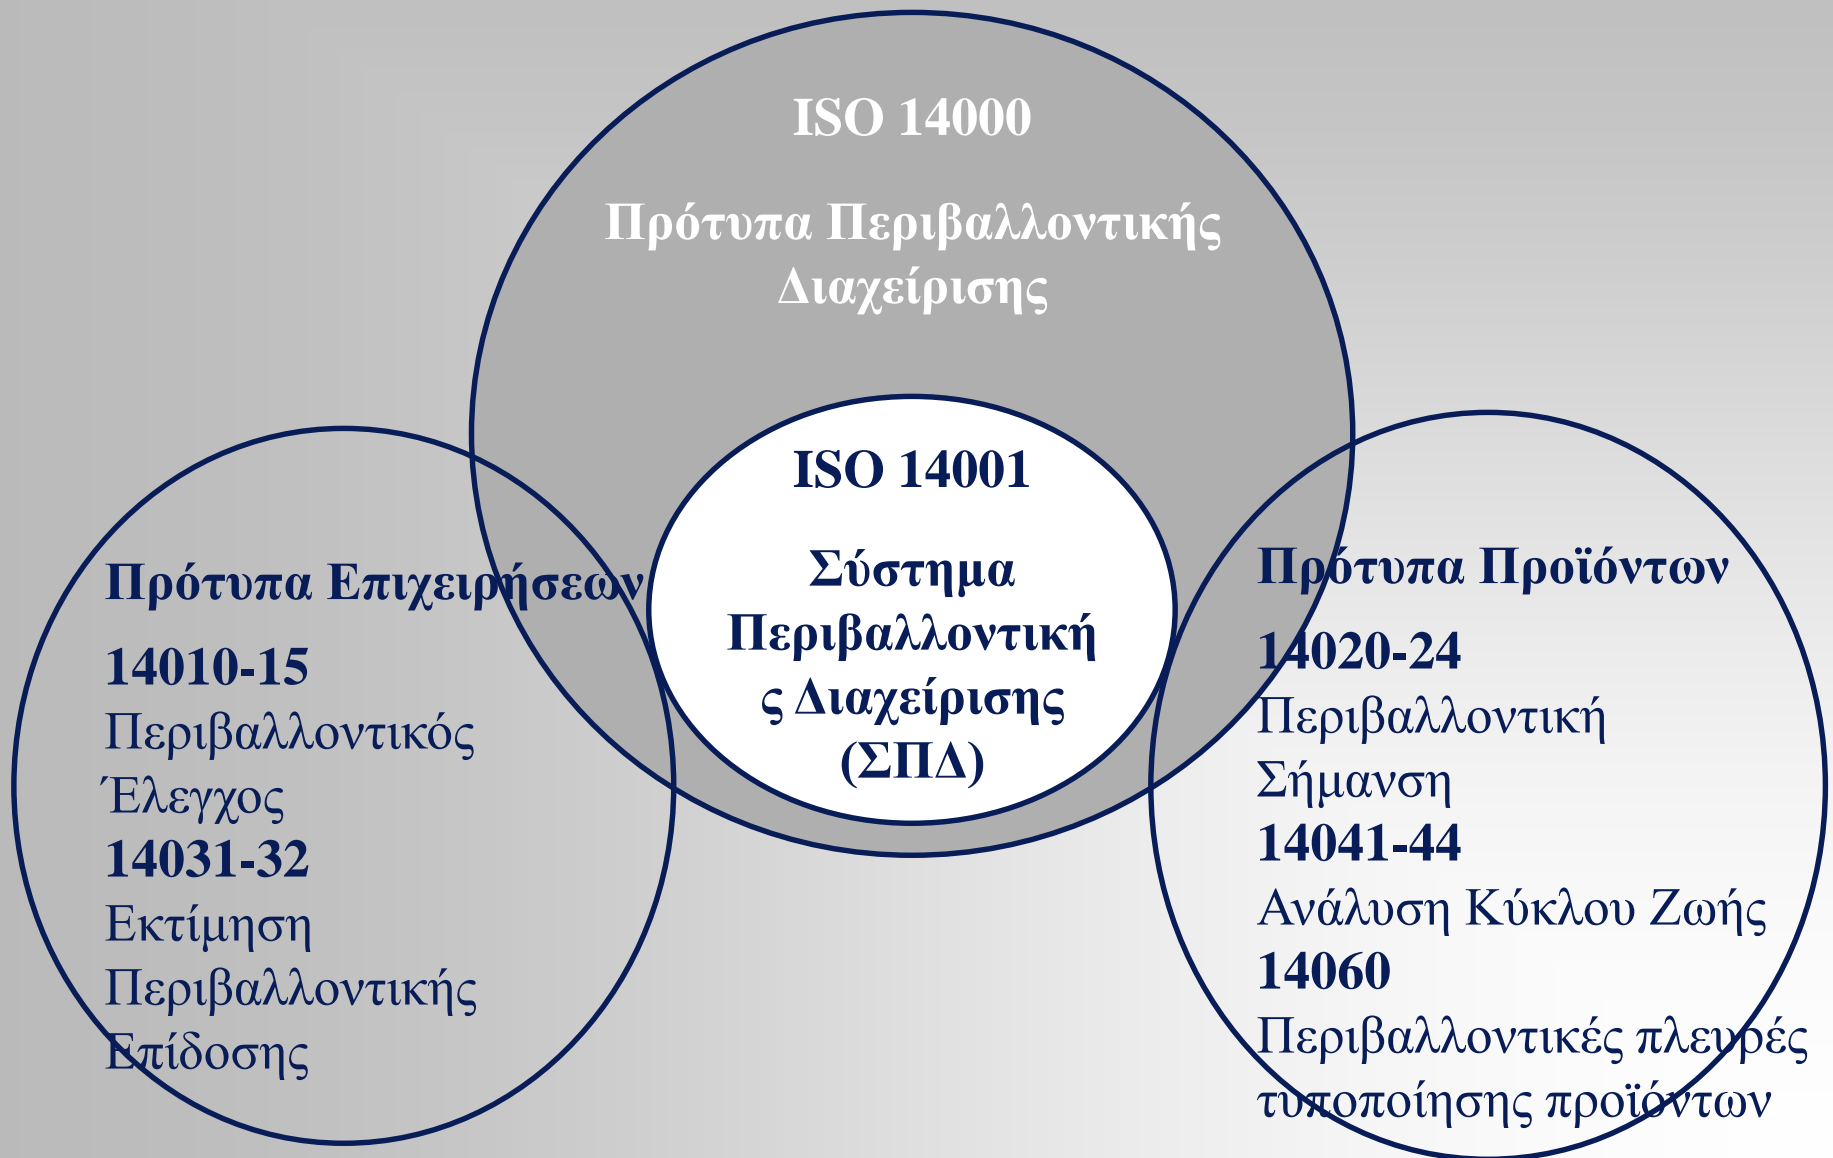 ISO 14000
Πρότυπα Περιβαλλοντικής
Διαχείρισης
ISO 14001
Σύστημα
Περιβαλλοντική
ς Διαχείρισης
(ΣΠΔ)
Πρότυπα Επιχειρήσεων
14010-15
Περιβαλλοντικός
Έλεγχος
14031-32
Εκτίμηση
Περιβαλλοντικής
Επίδοσης
Πρότυπα Προϊόντων
14020-24
Περιβαλλοντική
Σήμανση
14041-44
Ανάλυση Κύκλου Ζωής
14060
Περιβαλλοντικές πλευρές
τυποποίησης προϊόντων